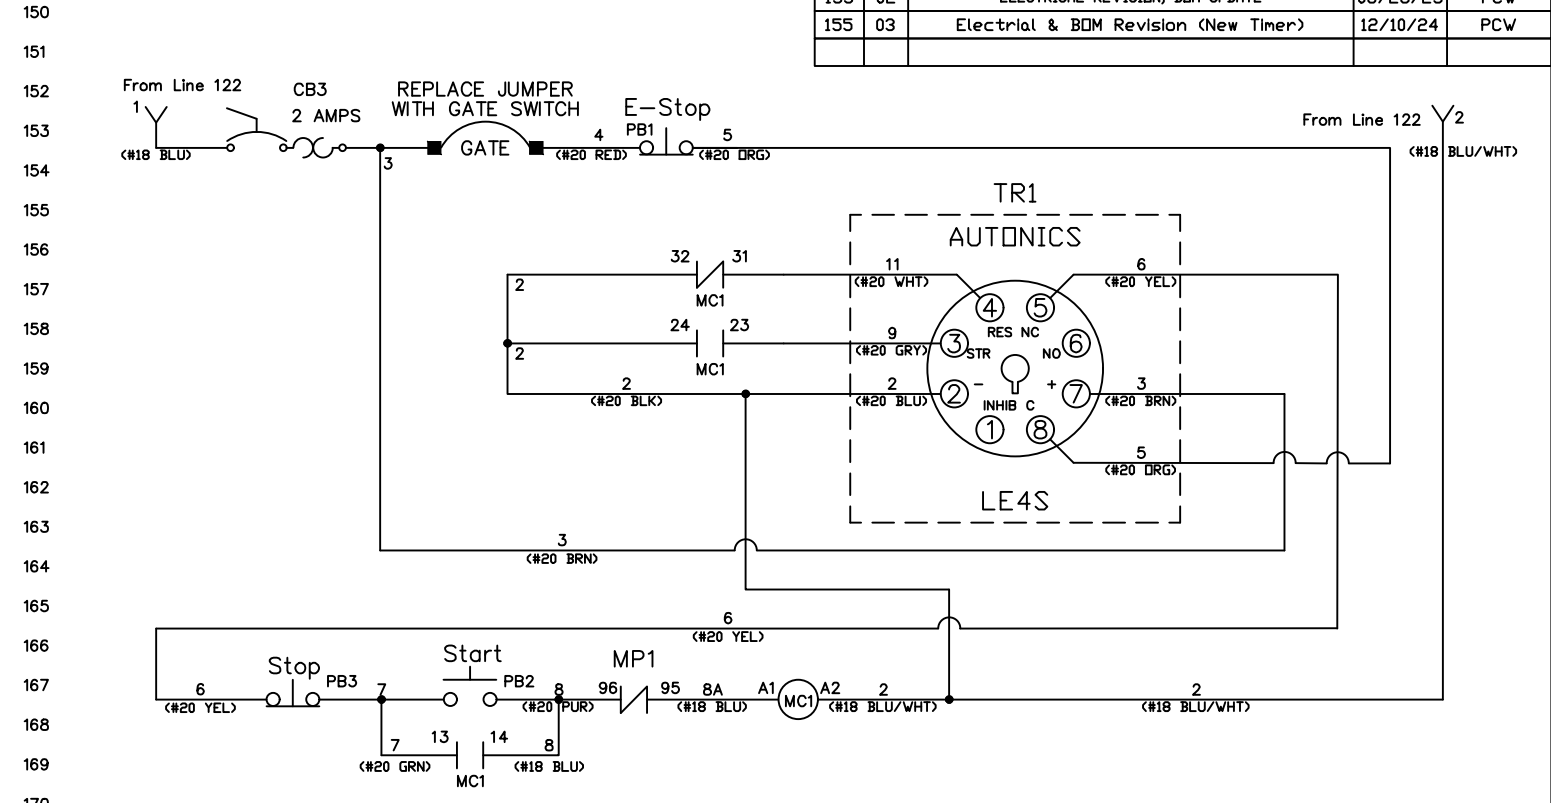 150
155 03 Electrial & BOM Revision (New Timer) 12/10/24 PCW
151
152
From Line 122
CB3
REPLACE JUMPER
WITH GATE SWITCH
E-Stop
1
2 AMPS
PB1
4
5
From Line 122
2
153
GATE
(#18 BLU)
3
(#20 RED)
(#20 ORG)
(#18 BLU/WHT)
154
155
TR1
AUTONICS
156
32 31
11
6
157
2
MC1
(#20 WHT)
(#20 YEL)
4 5
RES NC
158
24 23
9
3
STR
NO
6
2
MC1
(#20 GRY)
159
2
(#20 BLK)
2
(#20 BLU)
2
-
+
7
3
(#20 BRN)
160
INHIB C
1 8
161
5
(#20 ORG)
162
LE4S
163
3
(#20 BRN)
164
165
6
(#20 YEL)
166
Stop
PB3
Start
PB2
MP1
167
6
(#20 YEL)
7
8
(#20 PUR)
96 95
8A
(#18 BLU)
A1
MC1
A2
2
(#18 BLU/WHT)
2
(#18 BLU/WHT)
168
7
(#20 GRN)
13 14
MC1
8
(#18 BLU)
169